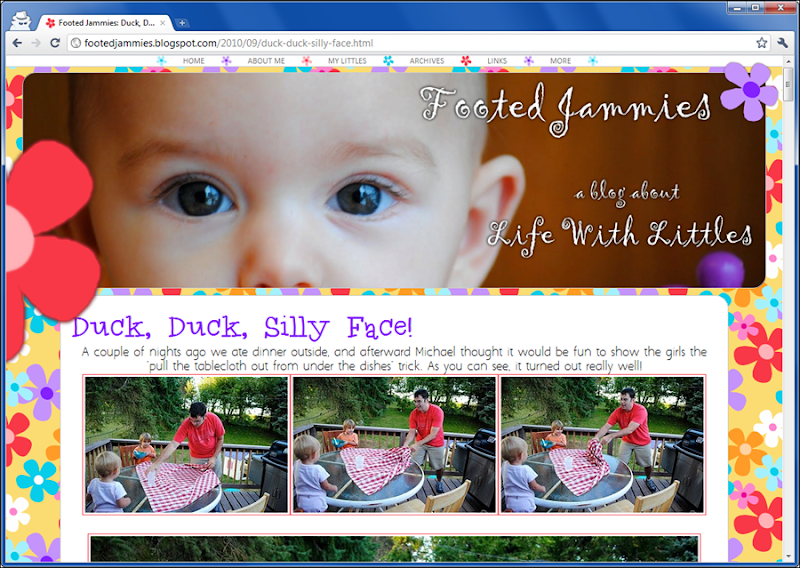 Footed Jammies: Duck, D...
footedjammies.blogspot.com/2010/09/duck-duck-silly-face.html
HOME ABOUT ME MY LITTLES ARCHIVES LINKS MORE
Footed Jammies
a blog about
Life With Littles
Duck, Duck, Silly Face!
A couple of nights ago we ate dinner outside, and afterward Michael thought it would be fun to show the girls the
'pull the tablecloth out from under the dishes' trick. As you can see, it turned out really well!